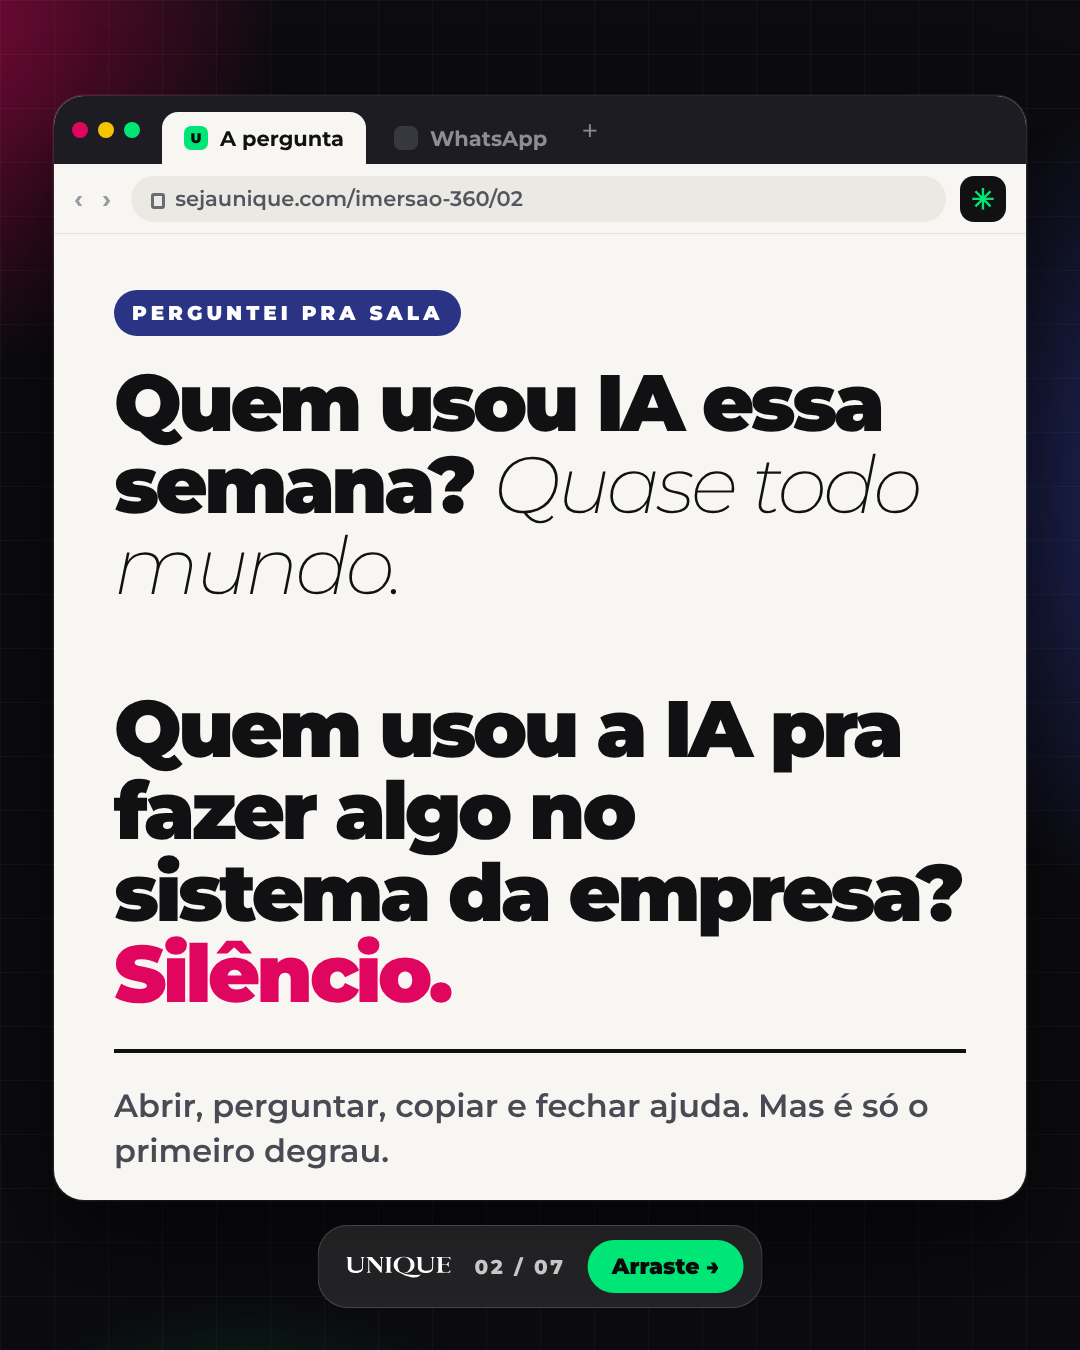 U A pergunta WhatsApp +
‹ › sejaunique.com/imersao-360/02
PERGUNTEI PRA SALA
Quem usou IA essa
semana? Quase todo
mundo.
Quem usou a IA pra
fazer algo no
sistema da empresa?
Silêncio.
Abrir, perguntar, copiar e fechar ajuda. Mas é só o
primeiro degrau.
UNIQUE 02 / 07 Arraste →